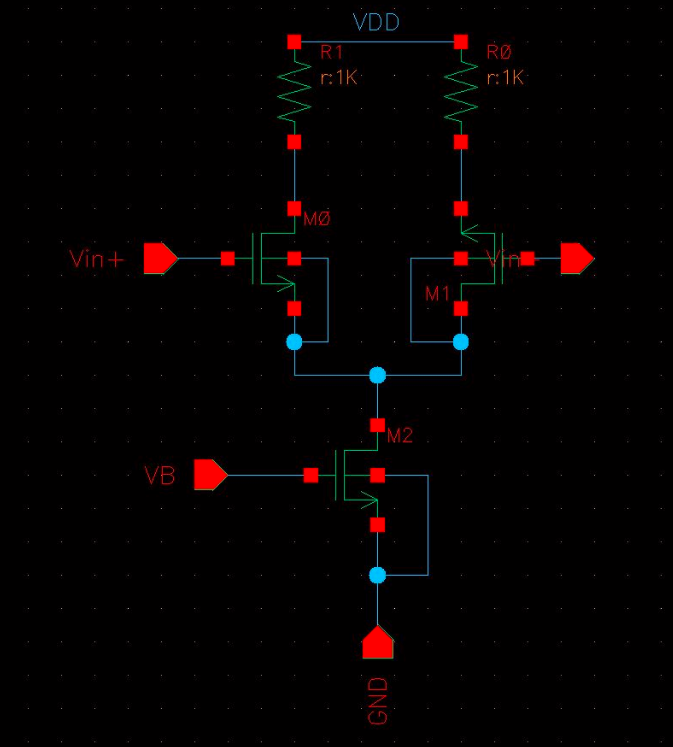 VDD
R1
r:1K
RØ
r:1K
MØ
Vin+
Vin
M1
M2
VB
GND